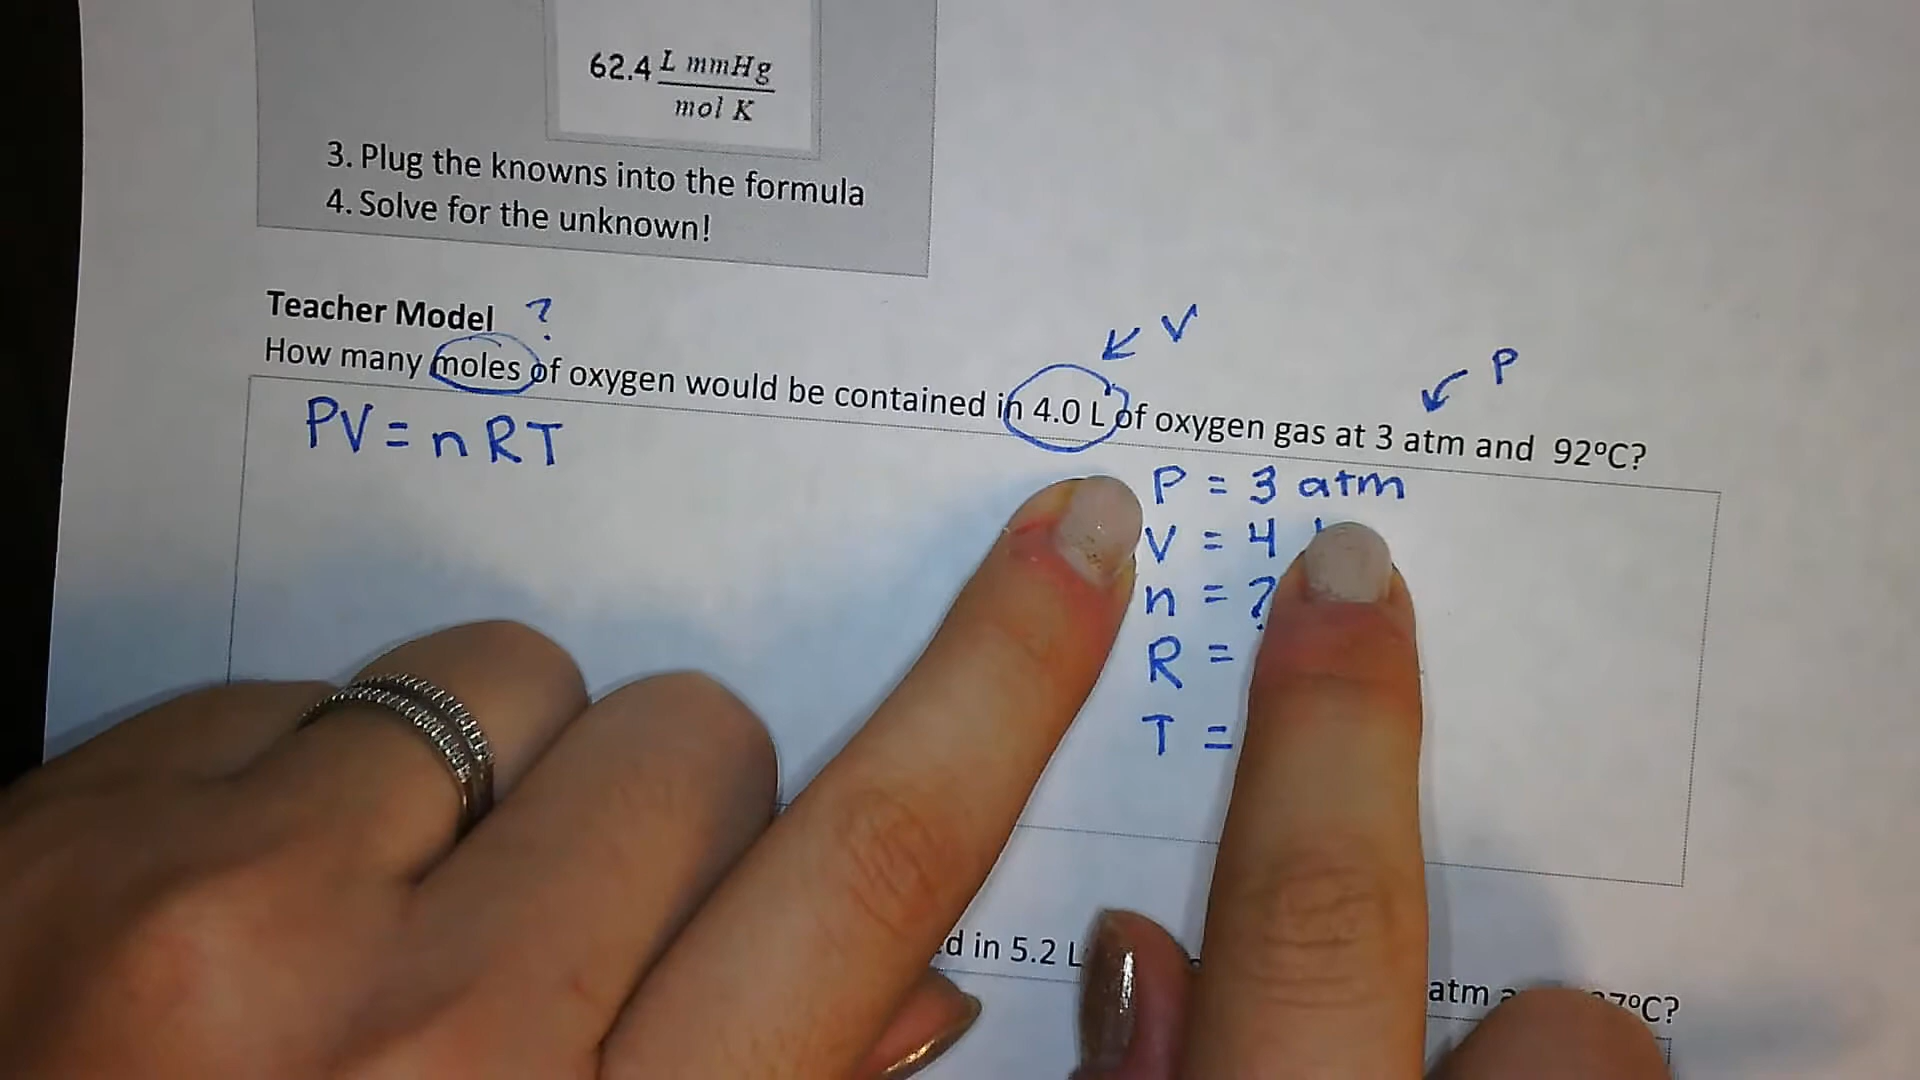 62.4 L mmHg
mol K
3. Plug the knowns into the formula
4. Solve for the unknown!
Teacher Model ?
V
P
How many moles of oxygen would be contained in 4.0 L of oxygen gas at 3 atm and 92ºC?
PV = nRT
P = 3 atm
V = 4
n = ?
R =
T =
in 5.2 L
atm
ºC?